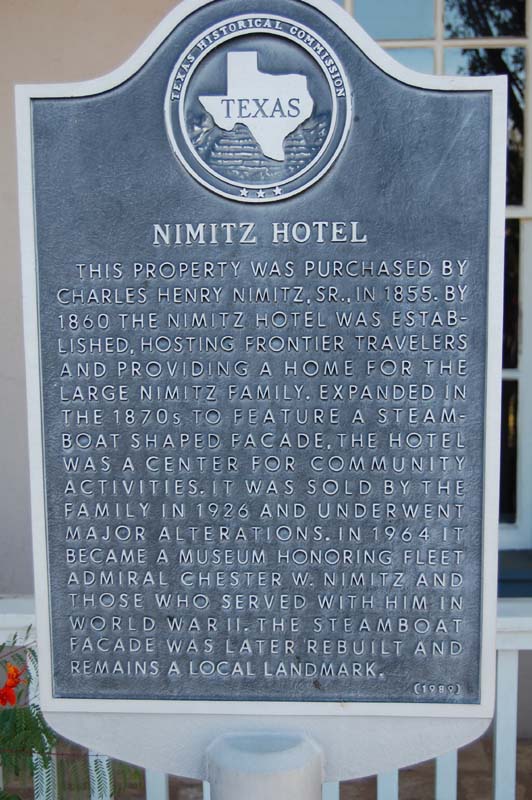 TEXAS HISTORICAL COMMISSION
TEXAS
NIMITZ HOTEL
THIS PROPERTY WAS PURCHASED BY
CHARLES HENRY NIMITZ, SR., IN 1855. BY
1860 THE NIMITZ HOTEL WAS ESTAB-
LISHED, HOSTING FRONTIER TRAVELERS
AND PROVIDING A HOME FOR THE
LARGE NIMITZ FAMILY. EXPANDED IN
THE 1870s TO FEATURE A STEAM-
BOAT SHAPED FACADE, THE HOTEL
WAS A CENTER FOR COMMUNITY
ACTIVITIES. IT WAS SOLD BY THE
FAMILY IN 1926 AND UNDERWENT
MAJOR ALTERATIONS. IN 1964 IT
BECAME A MUSEUM HONORING FLEET
ADMIRAL CHESTER W. NIMITZ AND
THOSE WHO SERVED WITH HIM IN
WORLD WAR II. THE STEAMBOAT
FACADE WAS LATER REBUILT AND
REMAINS A LOCAL LANDMARK.
(1989)